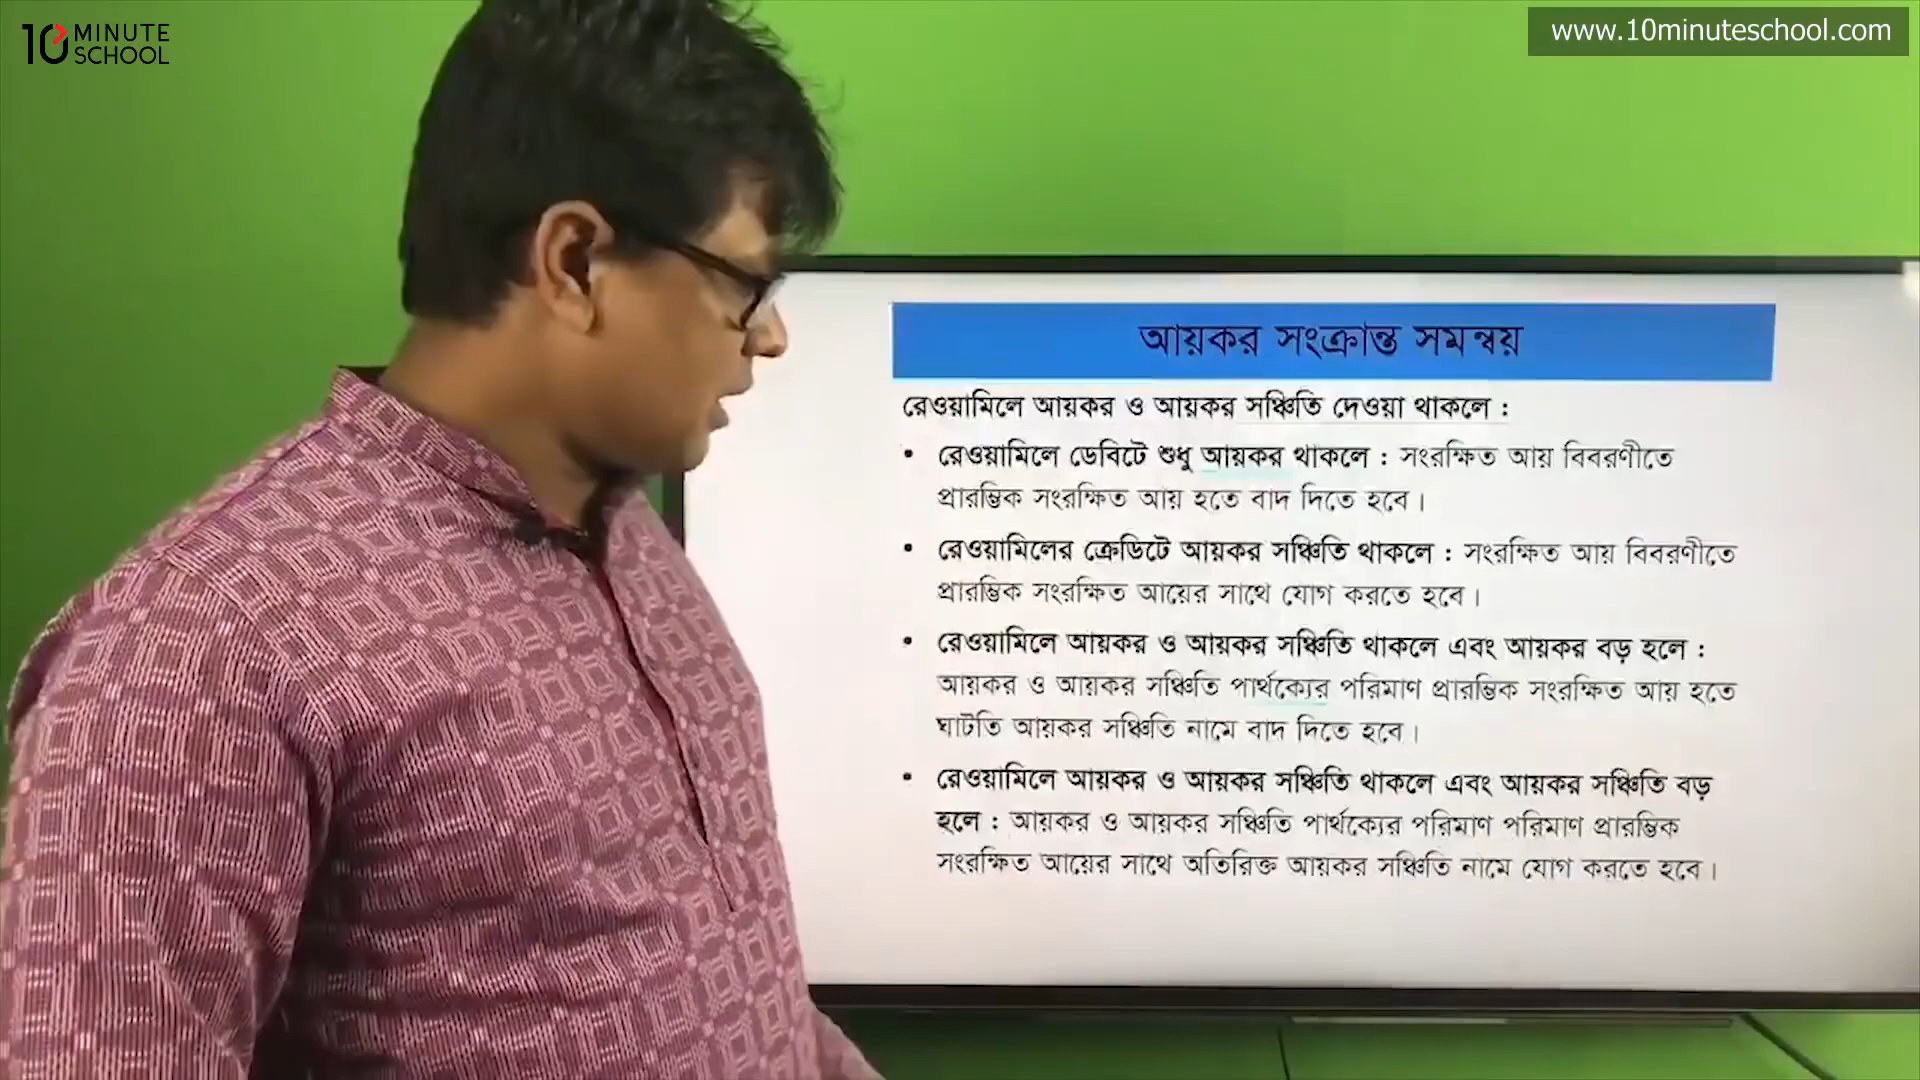 10 MINUTE
SCHOOL
www.10minuteschool.com
আয়কর সংক্রান্ত সমন্বয়
রেওয়ামিলে আয়কর ও আয়কর সঞ্চিতি দেওয়া থাকলে :
• রেওয়ামিলে ডেবিটে শুধু আয়কর থাকলে : সংরক্ষিত আয় বিবরণীতে
প্রারম্ভিক সংরক্ষিত আয় হতে বাদ দিতে হবে।
• রেওয়ামিলের ক্রেডিটে আয়কর সঞ্চিতি থাকলে : সংরক্ষিত আয় বিবরণীতে
প্রারম্ভিক সংরক্ষিত আয়ের সাথে যোগ করতে হবে।
• রেওয়ামিলে আয়কর ও আয়কর সঞ্চিতি থাকলে এবং আয়কর বড় হলে :
আয়কর ও আয়কর সঞ্চিতি পার্থক্যের পরিমাণ প্রারম্ভিক সংরক্ষিত আয় হতে
ঘাটতি আয়কর সঞ্চিতি নামে বাদ দিতে হবে।
• রেওয়ামিলে আয়কর ও আয়কর সঞ্চিতি থাকলে এবং আয়কর সঞ্চিতি বড়
হলে : আয়কর ও আয়কর সঞ্চিতি পার্থক্যের পরিমাণ পরিমাণ প্রারম্ভিক
সংরক্ষিত আয়ের সাথে অতিরিক্ত আয়কর সঞ্চিতি নামে যোগ করতে হবে।